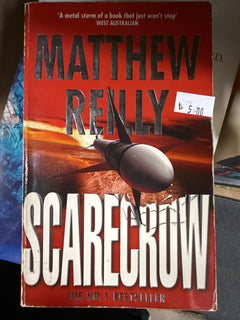 'A metal storm of a book that just won't stop'
WEST AUSTRALIAN
MATTHEW
REILLY
5.00
SCARECROW
THE NO.1 BESTSELLER